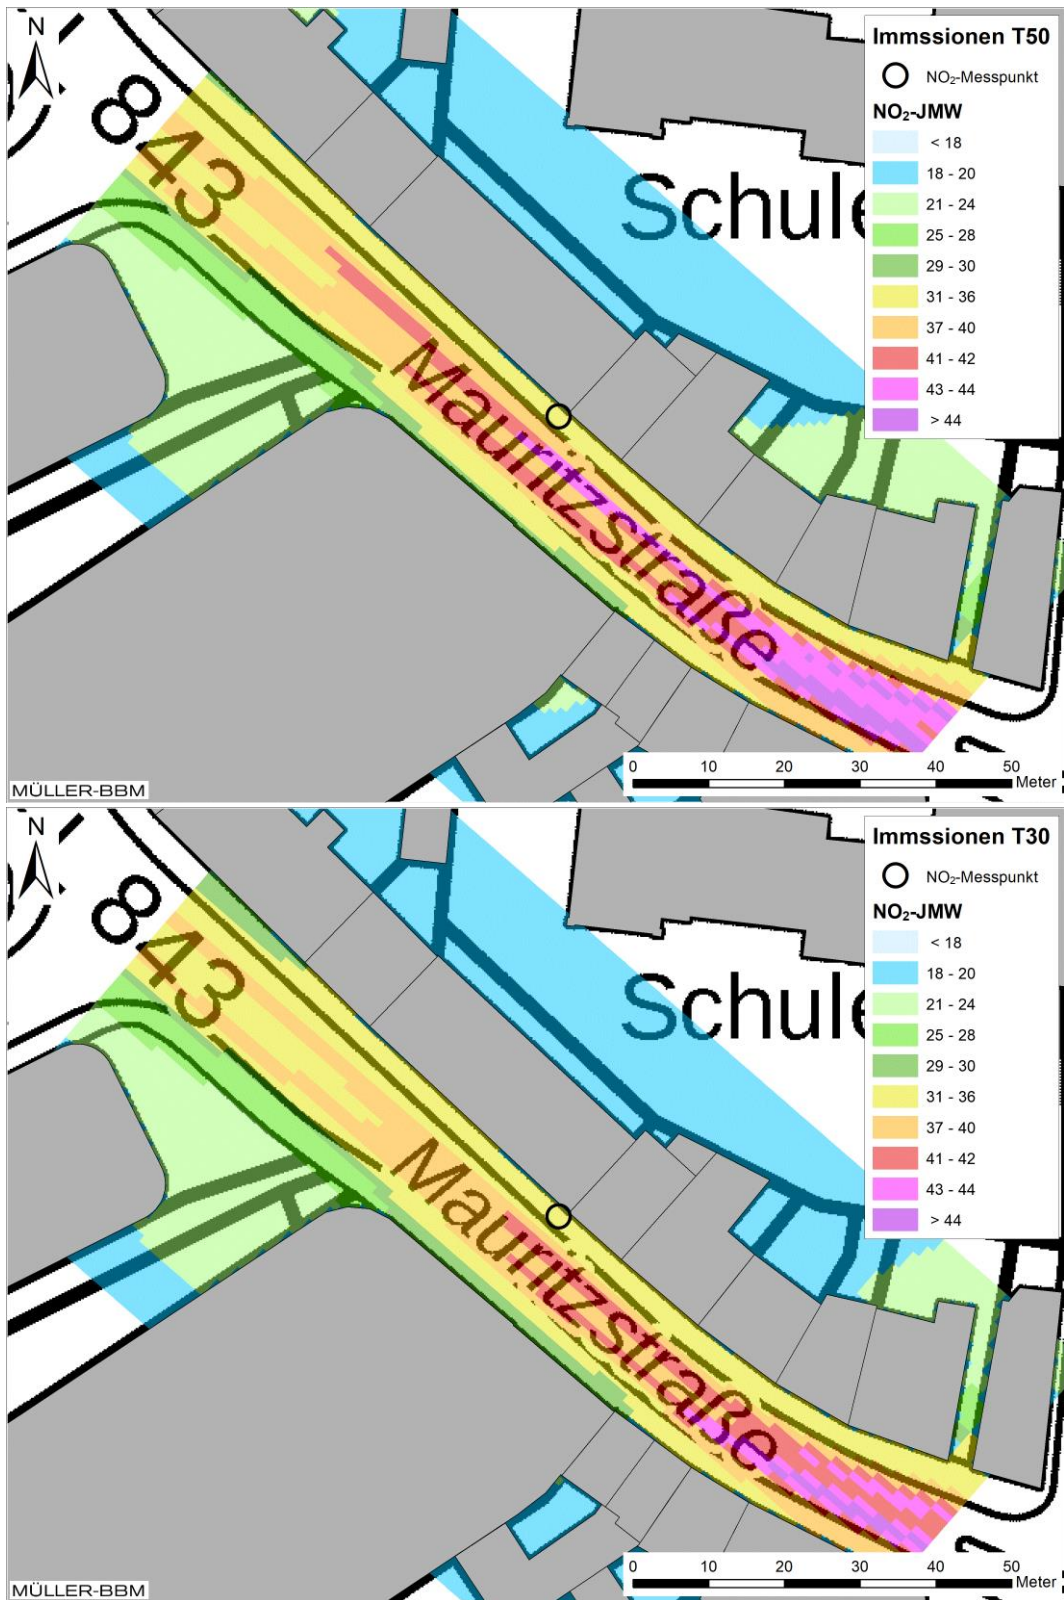 N
Immssionen T50
NO₂-Messpunkt
NO₂-JMW
< 18
18 - 20
21 - 24
25 - 28
29 - 30
31 - 36
37 - 40
41 - 42
43 - 44
> 44
8
43
Schule
Mauritzstraße
0 10 20 30 40 50
Meter
MÜLLER-BBM
N
Immssionen T30
NO₂-Messpunkt
NO₂-JMW
< 18
18 - 20
21 - 24
25 - 28
29 - 30
31 - 36
37 - 40
41 - 42
43 - 44
> 44
8
43
Schule
Mauritzstraße
0 10 20 30 40 50
Meter
MÜLLER-BBM